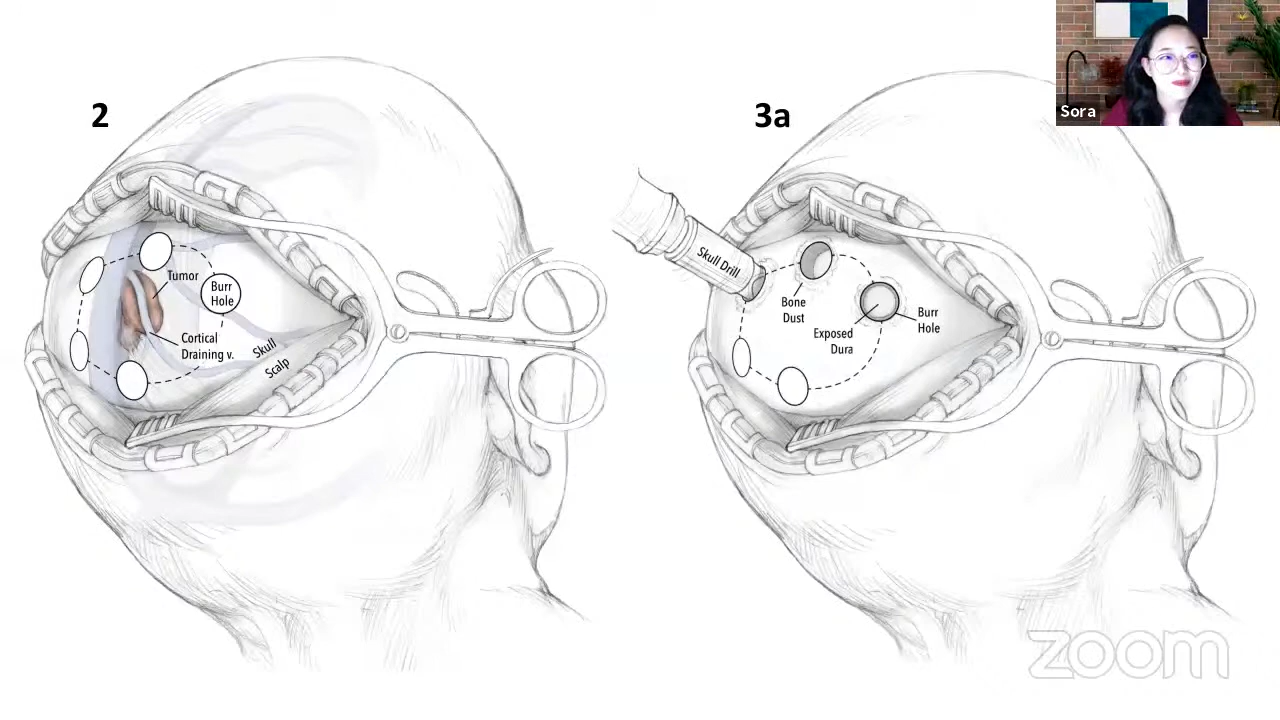 2
Tumor
Burr
Hole
Cortical
Draining v.
Skull
Scalp
3a
Skull Drill
Bone
Dust
Exposed
Dura
Burr
Hole
Sora
zoom